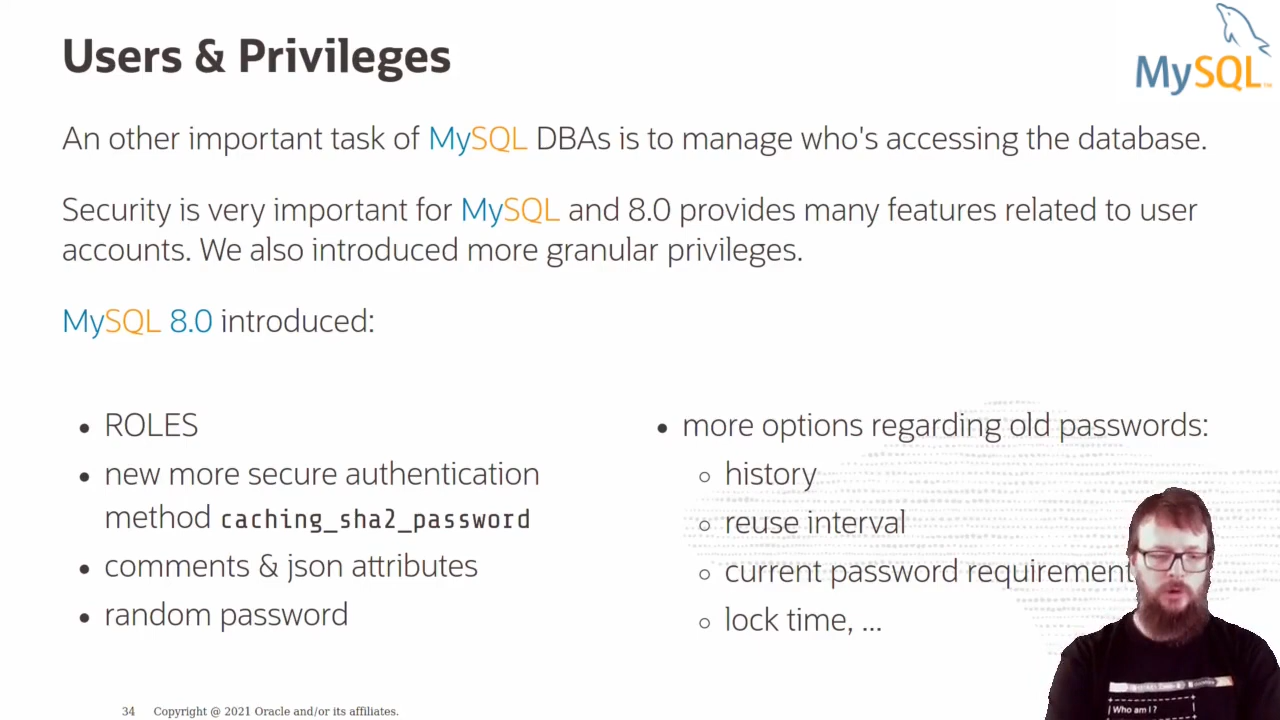 Users & Privileges
MySQL™
An other important task of MySQL DBAs is to manage who's accessing the database.
Security is very important for MySQL and 8.0 provides many features related to user
accounts. We also introduced more granular privileges.
MySQL 8.0 introduced:
• ROLES
• new more secure authentication
method caching_sha2_password
• comments & json attributes
• random password
• more options regarding old passwords:
○ history
○ reuse interval
○ current password requirement
○ lock time, ...
Who am I ?
34 Copyright @ 2021 Oracle and/or its affiliates.